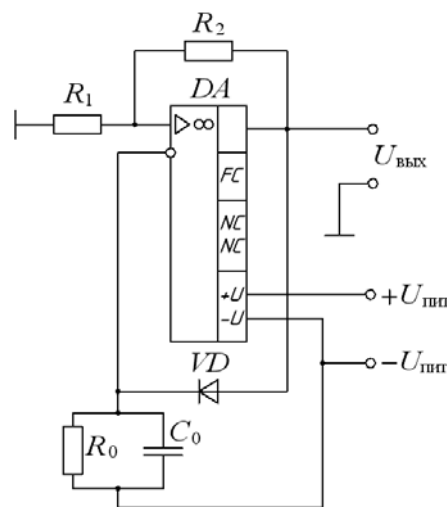 R₂
R₁
DA
▷∞
FC
NC
NC
+U
-U
Uвых
+Uпит
−Uпит
VD
R₀
C₀